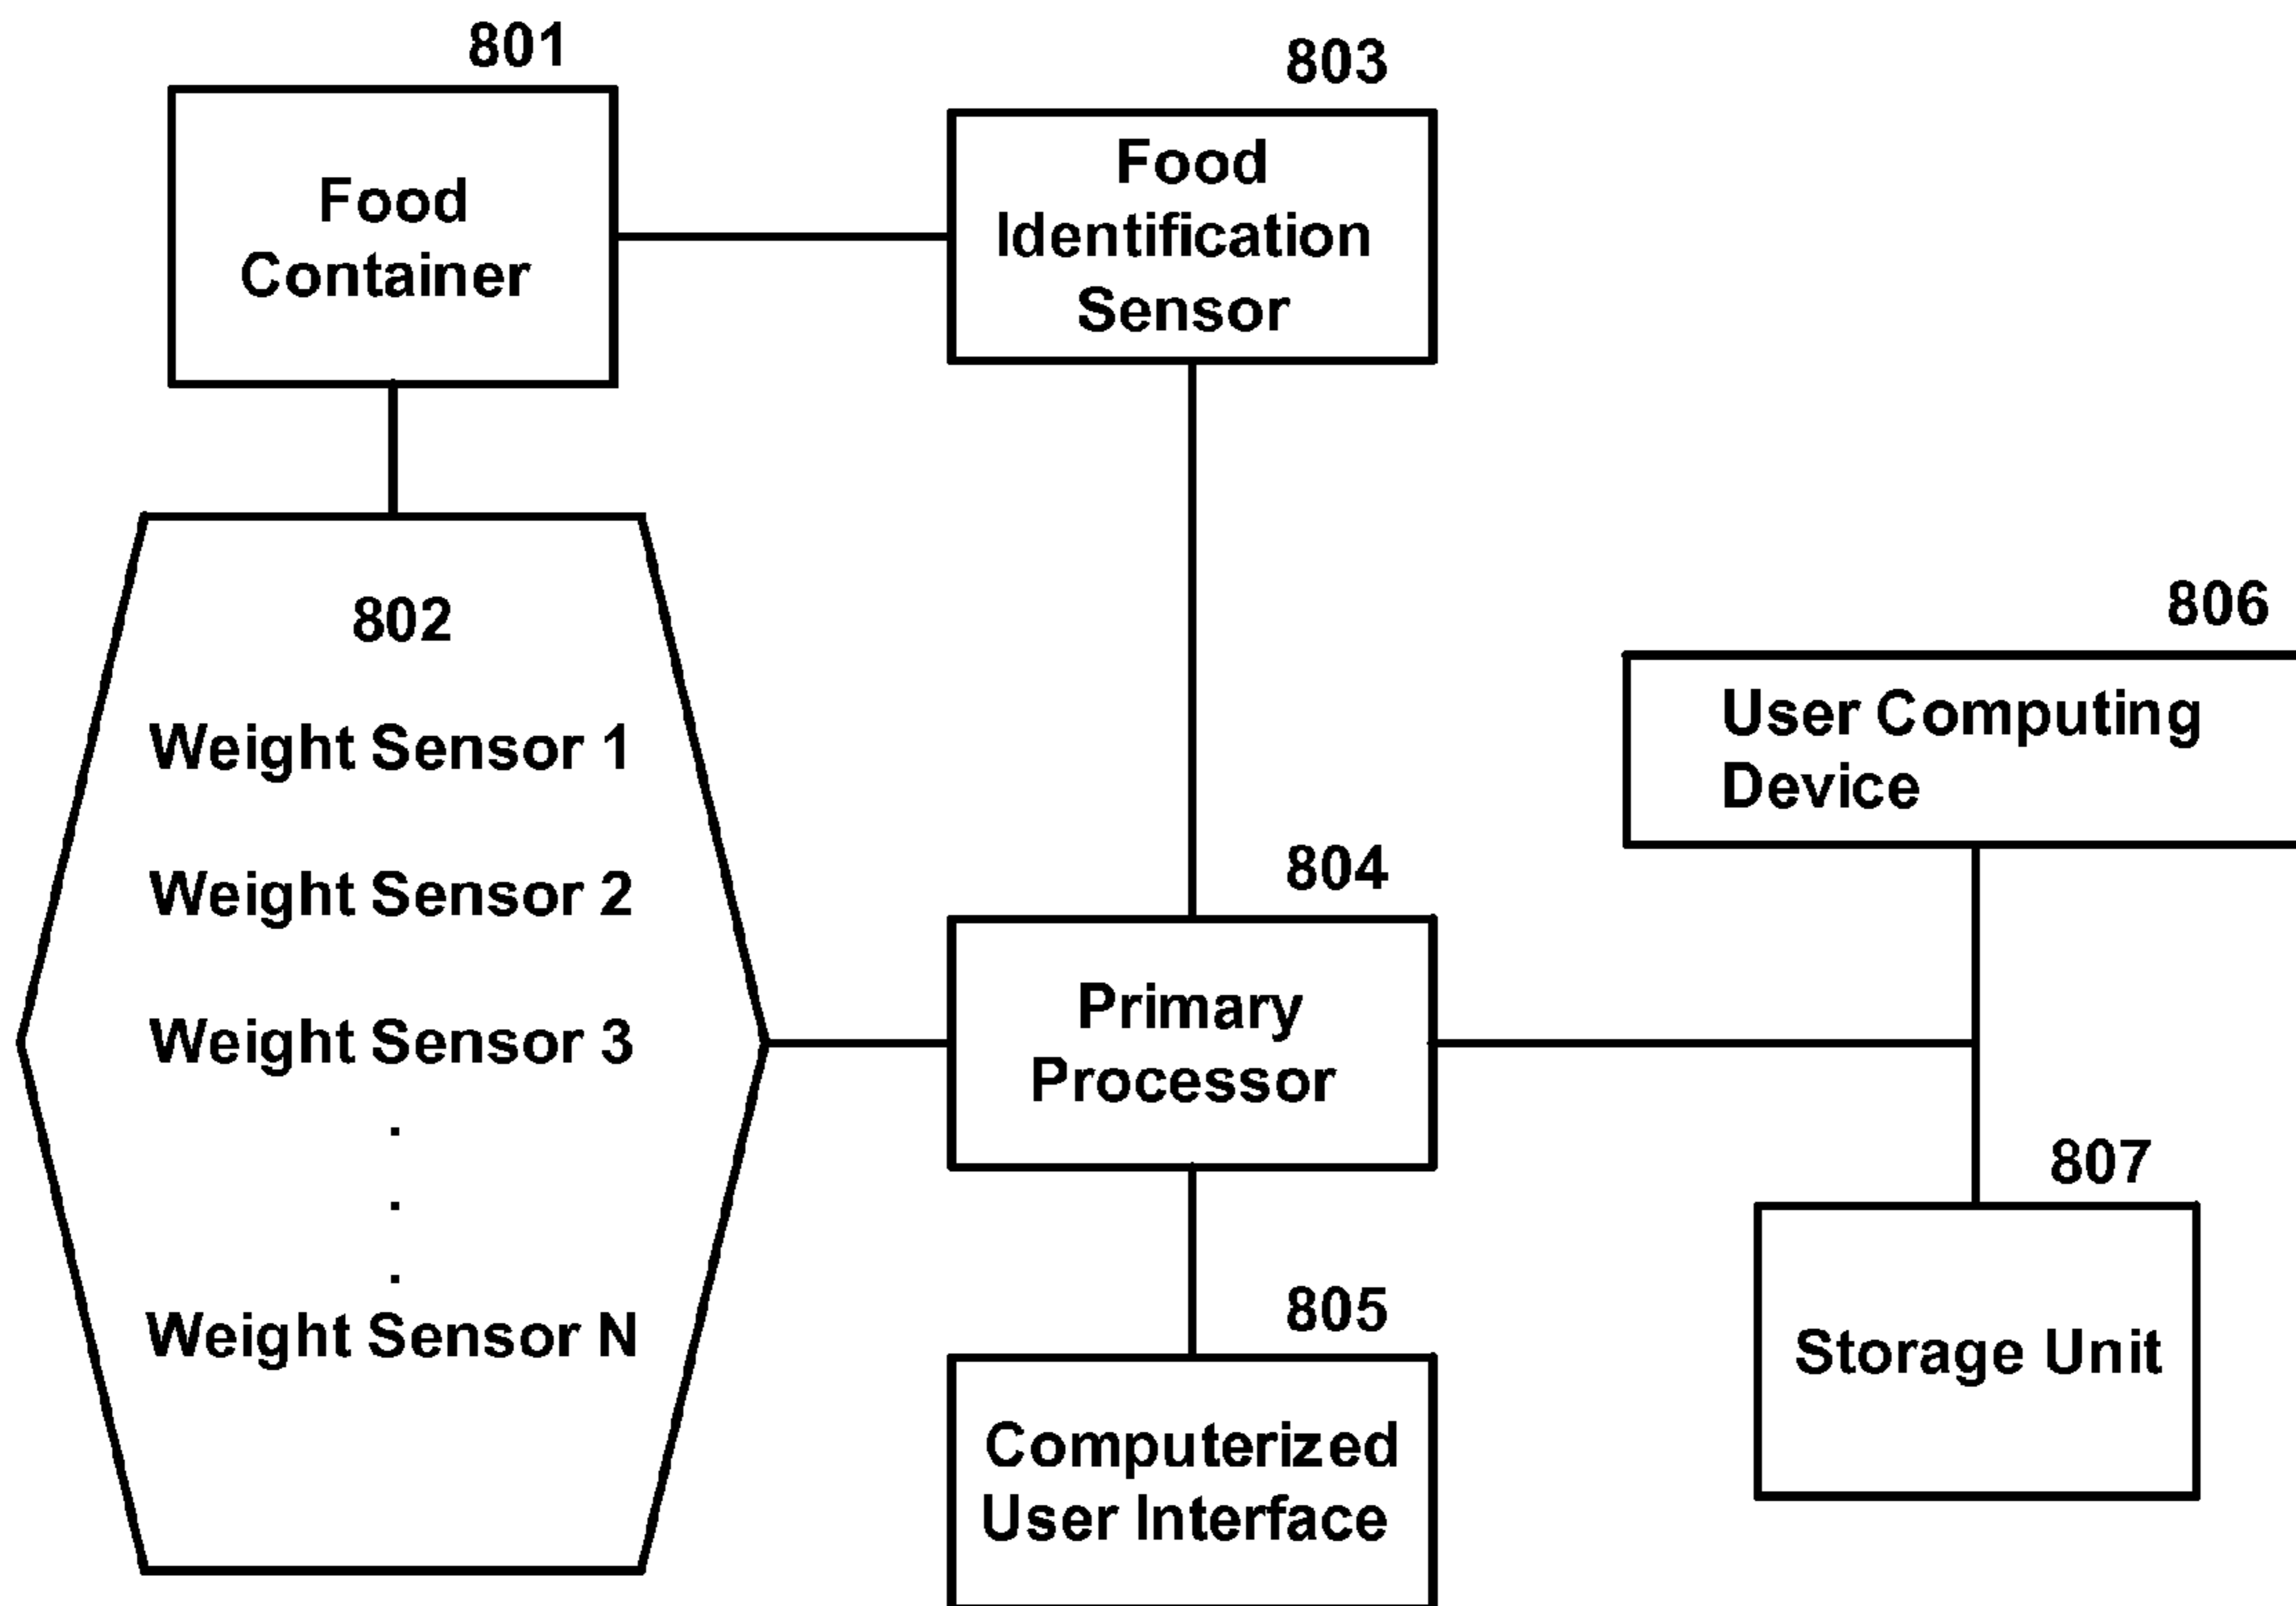 801
Food
Container
803
Food
Identification
Sensor
802
Weight Sensor 1
Weight Sensor 2
Weight Sensor 3
.
.
.
Weight Sensor N
804
Primary
Processor
805
Computerized
User Interface
806
User Computing
Device
807
Storage Unit